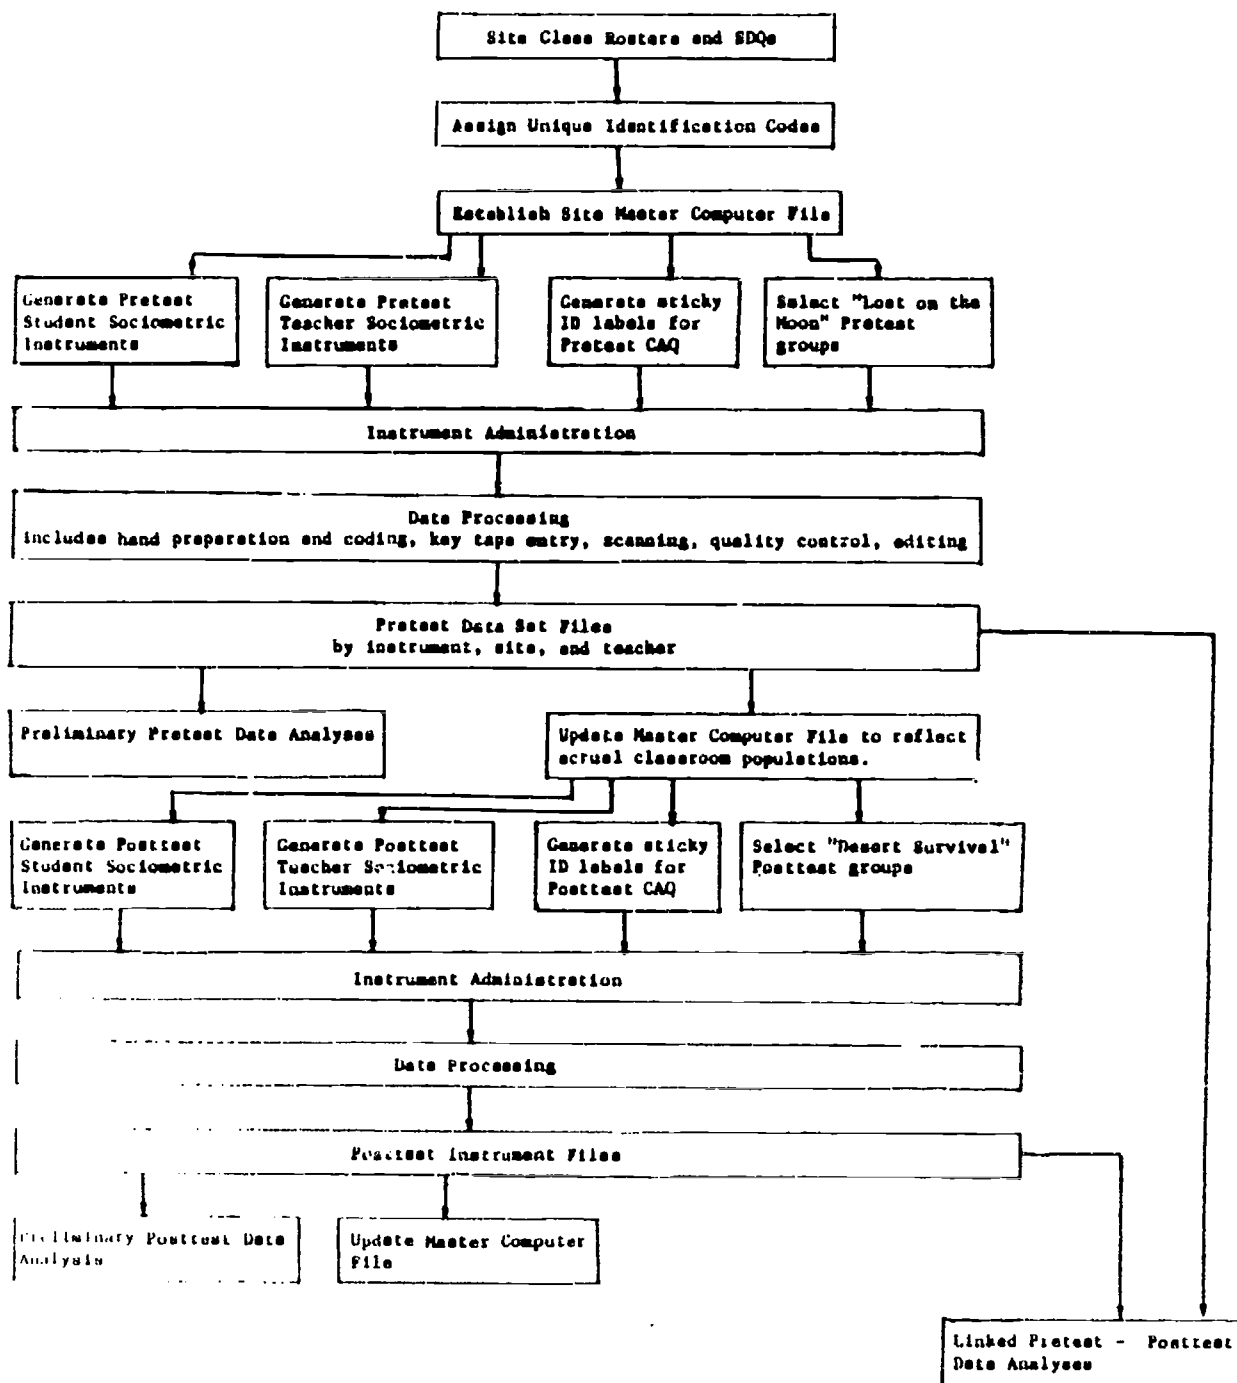 Site Class Rosters and SDQs
Assign Unique Identification Codes
Establish Site Master Computer File
Generate Pretest
Student Sociometric
Instruments
Generate Pretest
Teacher Sociometric
Instruments
Generate sticky
ID labels for
Pretest CAQ
Select "Lost on the
Moon" Pretest
groups
Instrument Administration
Data Processing
includes hand preparation and coding, key tape entry, scanning, quality control, editing
Pretest Data Set Files
by instrument, site, and teacher
Preliminary Pretest Data Analyses
Update Master Computer File to reflect
actual classroom populations.
Generate Posttest
Student Sociometric
Instruments
Generate Posttest
Teacher Sociometric
Instruments
Generate sticky
ID labels for
Posttest CAQ
Select "Desert Survival"
Posttest groups
Instrument Administration
Data Processing
Posttest Instrument Files
Preliminary Posttest Data
Analysis
Update Master Computer
File
Linked Pretest - Posttest
Data Analyses